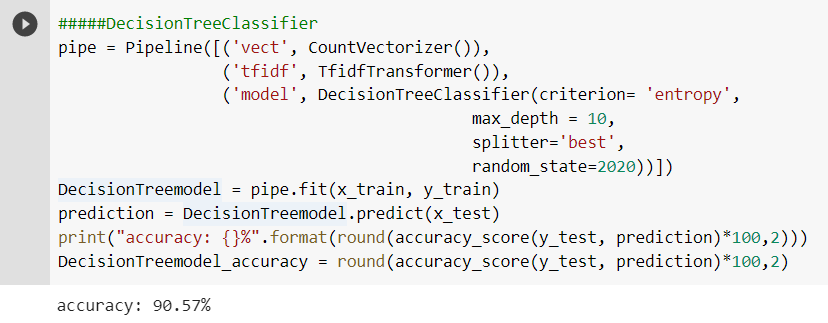 #####DecisionTreeClassifier
pipe = Pipeline([('vect', CountVectorizer()),
('tfidf', TfidfTransformer()),
('model', DecisionTreeClassifier(criterion= 'entropy',
max_depth = 10,
splitter='best',
random_state=2020))])
DecisionTreemodel = pipe.fit(x_train, y_train)
prediction = DecisionTreemodel.predict(x_test)
print("accuracy: {}%".format(round(accuracy_score(y_test, prediction)*100,2)))
DecisionTreemodel_accuracy = round(accuracy_score(y_test, prediction)*100,2)
accuracy: 90.57%